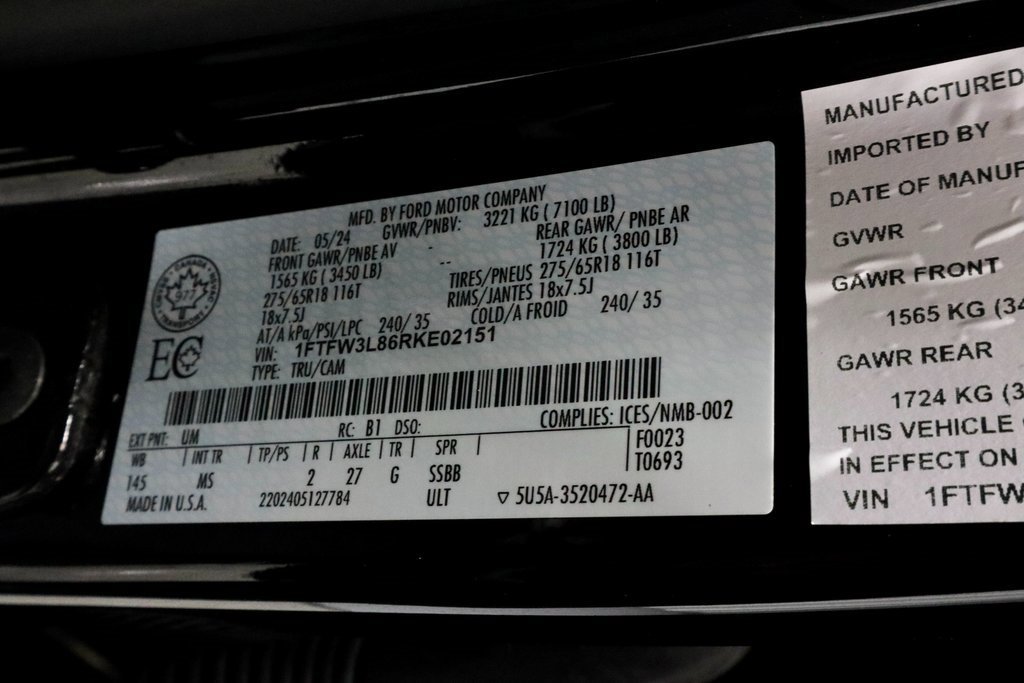 MFD. BY FORD MOTOR COMPANY
DATE: 05/24 GVWR/PNBV: 3221 KG ( 7100 LB)
FRONT GAWR/PNBE AV - REAR GAWR/ PNBE AR
1565 KG ( 3450 LB) -- 1724 KG ( 3800 LB)
275/65R18 116T TIRES/PNEUS 275/65R18 116T
18x7.5J RIMS/JANTES 18x7.5J
AT/A kPa/PSI/LPC 240/ 35 COLD/A FROID 240/ 35
VIN: 1FTFW3L86RKE02151
TYPE: TRU/CAM
CANADA
977
TRANSPORT
EC
EXT PNT: UM RC: B1 DSO: COMPLIES: ICES/NMB-002
WB | INT TR | TP/PS | R | AXLE | TR | SPR | F0023
145 MS 2 27 G SSBB T0693
MADE IN U.S.A. 2202405127784 ULT ▽ 5U5A-3520472-AA
MANUFACTURED
IMPORTED BY
DATE OF MANUF
GVWR
GAWR FRONT
1565 KG (34
GAWR REAR
1724 KG (3
THIS VEHICLE
IN EFFECT ON
VIN 1FTFW